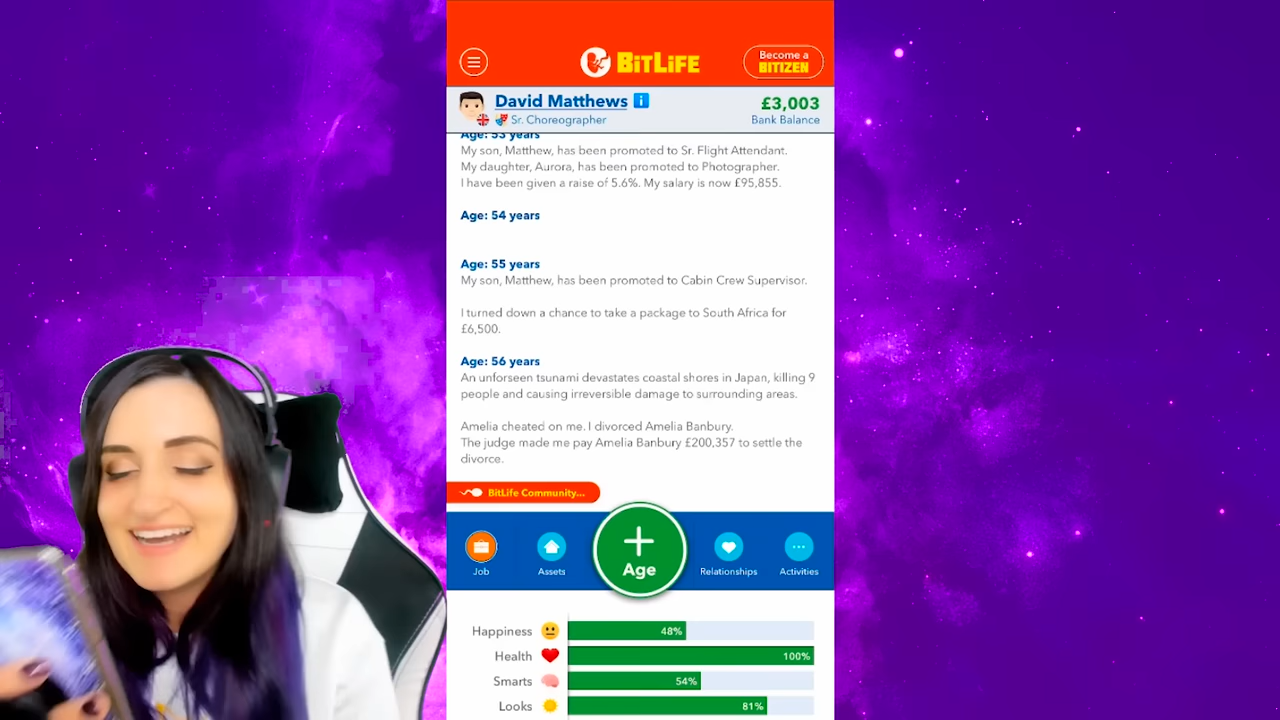 BITLIFE
Become a
BITIZEN
David Matthews i
Sr. Choreographer
£3,003
Bank Balance
Age: 53 years
My son, Matthew, has been promoted to Sr. Flight Attendant.
My daughter, Aurora, has been promoted to Photographer.
I have been given a raise of 5.6%. My salary is now £95,855.
Age: 54 years
Age: 55 years
My son, Matthew, has been promoted to Cabin Crew Supervisor.
I turned down a chance to take a package to South Africa for
£6,500.
Age: 56 years
An unforseen tsunami devastates coastal shores in Japan, killing 9
people and causing irreversible damage to surrounding areas.
Amelia cheated on me. I divorced Amelia Banbury.
The judge made me pay Amelia Banbury £200,357 to settle the
divorce.
BitLife Community...
Job
Assets
+
Age
Relationships
Activities
Happiness 48%
Health 100%
Smarts 54%
Looks 81%